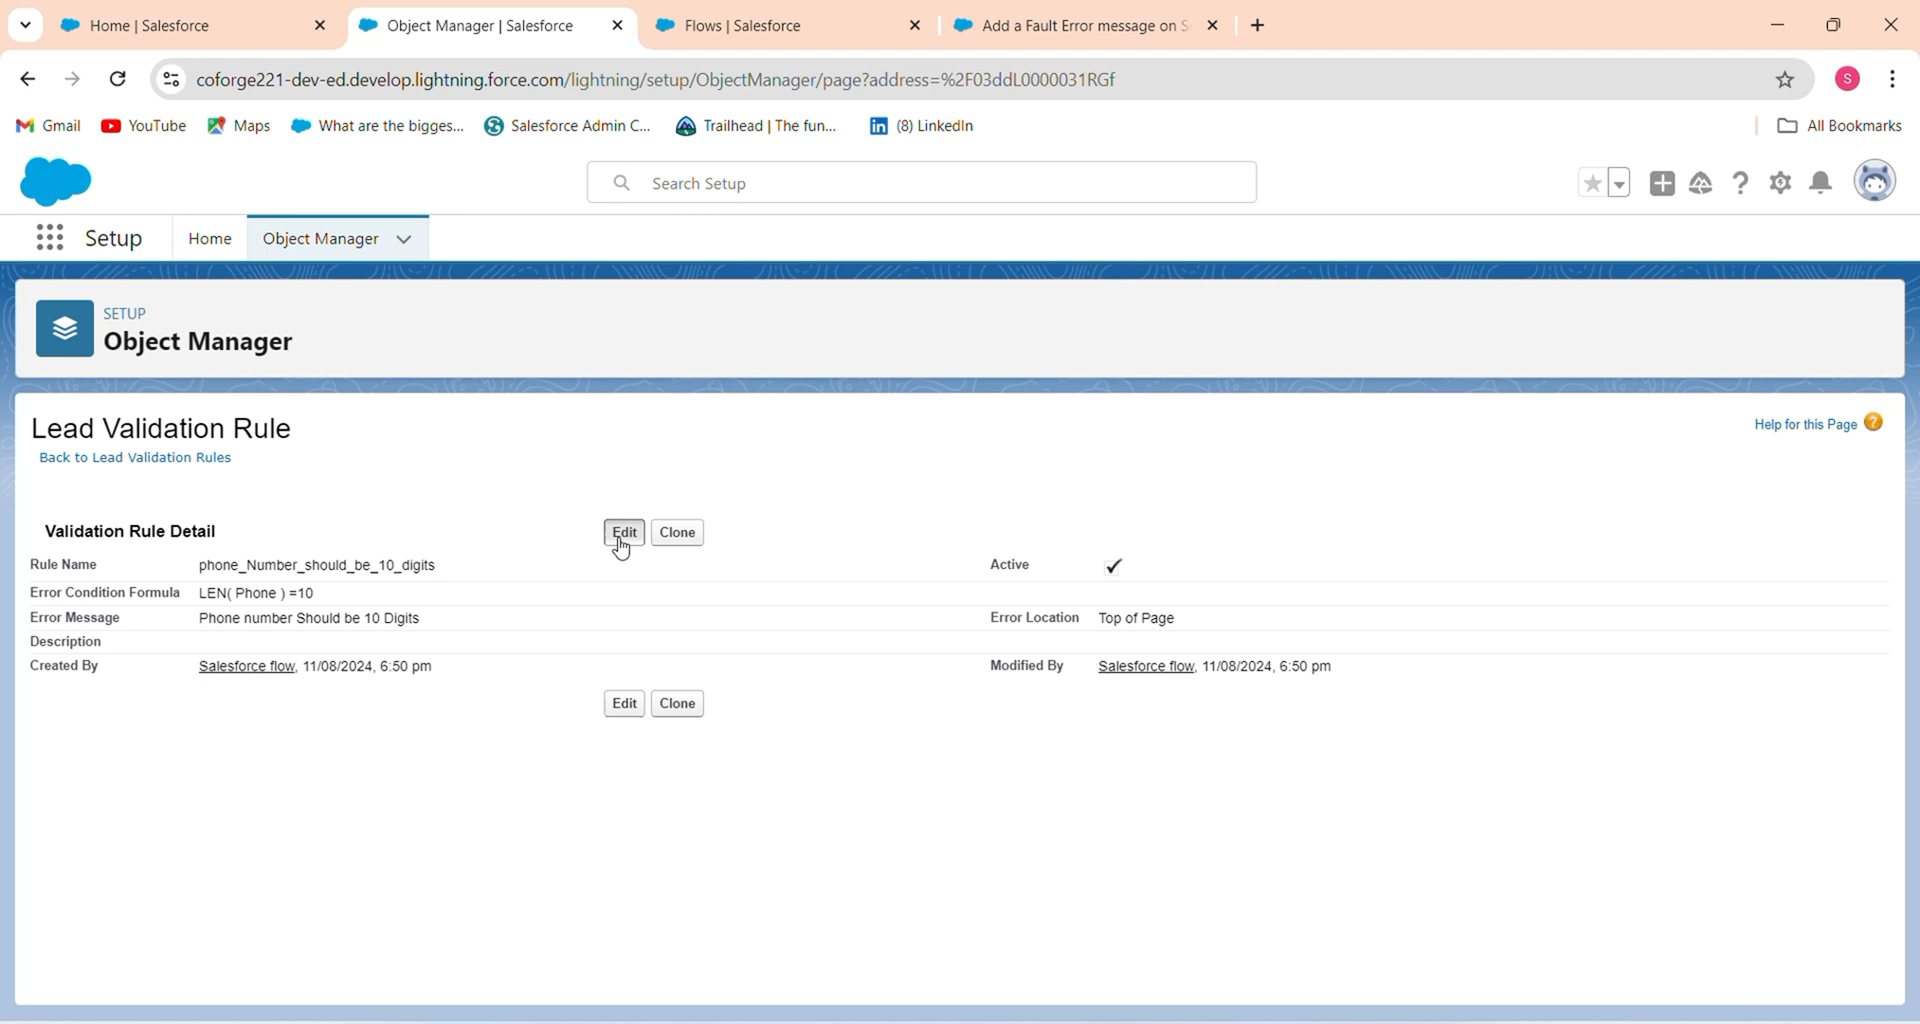 Home | Salesforce
Object Manager | Salesforce
Flows | Salesforce
Add a Fault Error message on S
coforge221-dev-ed.develop.lightning.force.com/lightning/setup/ObjectManager/page?address=%2F03ddL0000031RGf
S
Gmail
YouTube
Maps
What are the bigges...
Salesforce Admin C...
Trailhead | The fun...
(8) LinkedIn
All Bookmarks
Search Setup
Setup
Home
Object Manager
SETUP
Object Manager
Lead Validation Rule
Help for this Page
Back to Lead Validation Rules
Validation Rule Detail
Edit
Clone
Rule Name phone_Number_should_be_10_digits Active
Error Condition Formula LEN( Phone ) =10
Error Message Phone number Should be 10 Digits Error Location Top of Page
Description
Created By Salesforce flow, 11/08/2024, 6:50 pm Modified By Salesforce flow, 11/08/2024, 6:50 pm
Edit
Clone